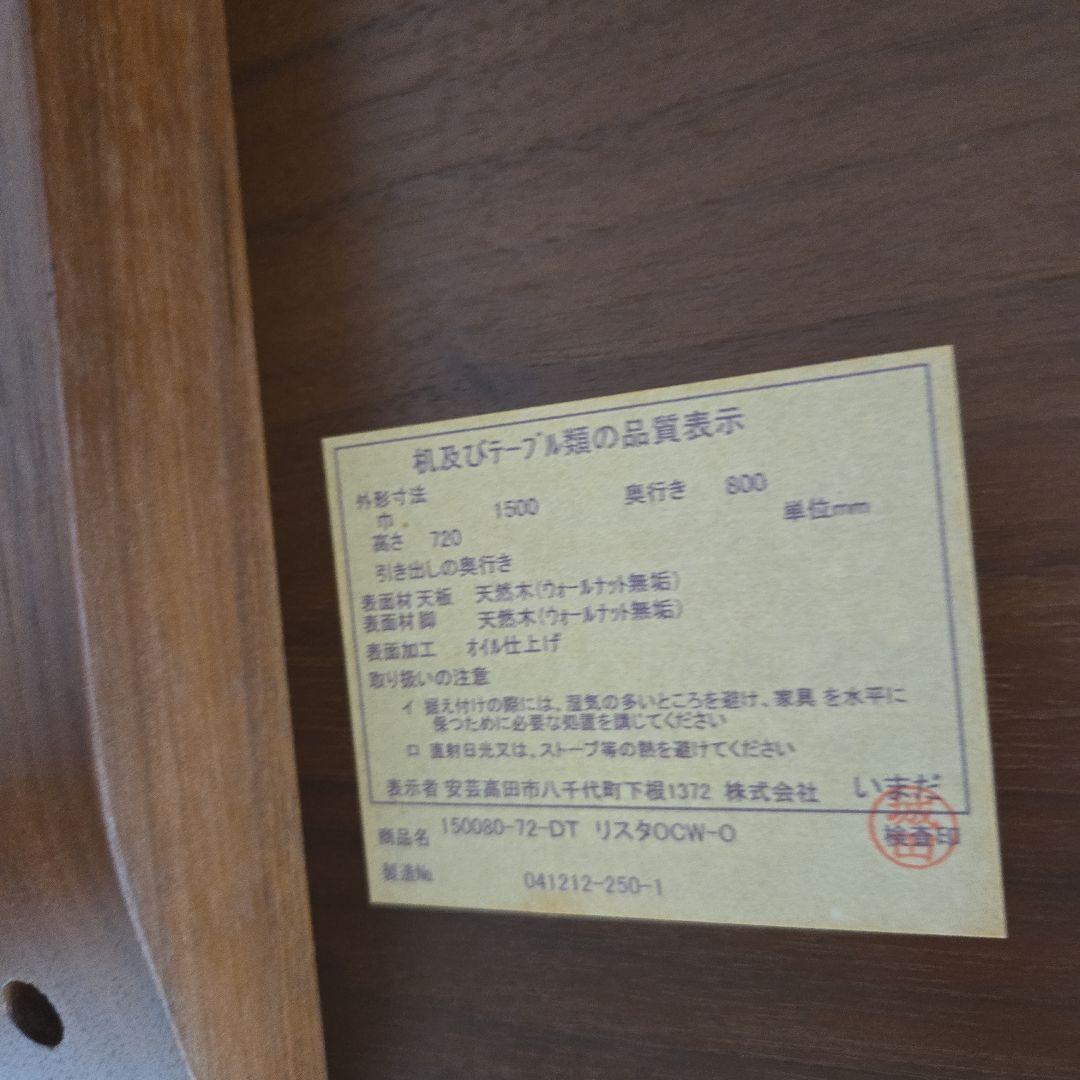 机及びﾃｰﾌﾞﾙ類の品質表示
外形寸法
巾 1500 奥行き 800
高さ 720 単位mm
引き出しの奥行き
表面材 天板 天然木(ｳｫｰﾙﾅｯﾄ無垢)
表面材 脚 天然木(ｳｫｰﾙﾅｯﾄ無垢)
表面加工 ｵｲﾙ仕上げ
取り扱いの注意
イ 据え付けの際には、湿気の多いところを避け、家具 を水平に
保つために必要な処置を講じてください
ロ 直射日光又は、ストーブ等の熱を避けてください
表示者 安芸高田市八千代町下根1372 株式会社 いまだ
商品名 150080-72-DT リスタOCW-O
検査印
製造№ 041212-250-1